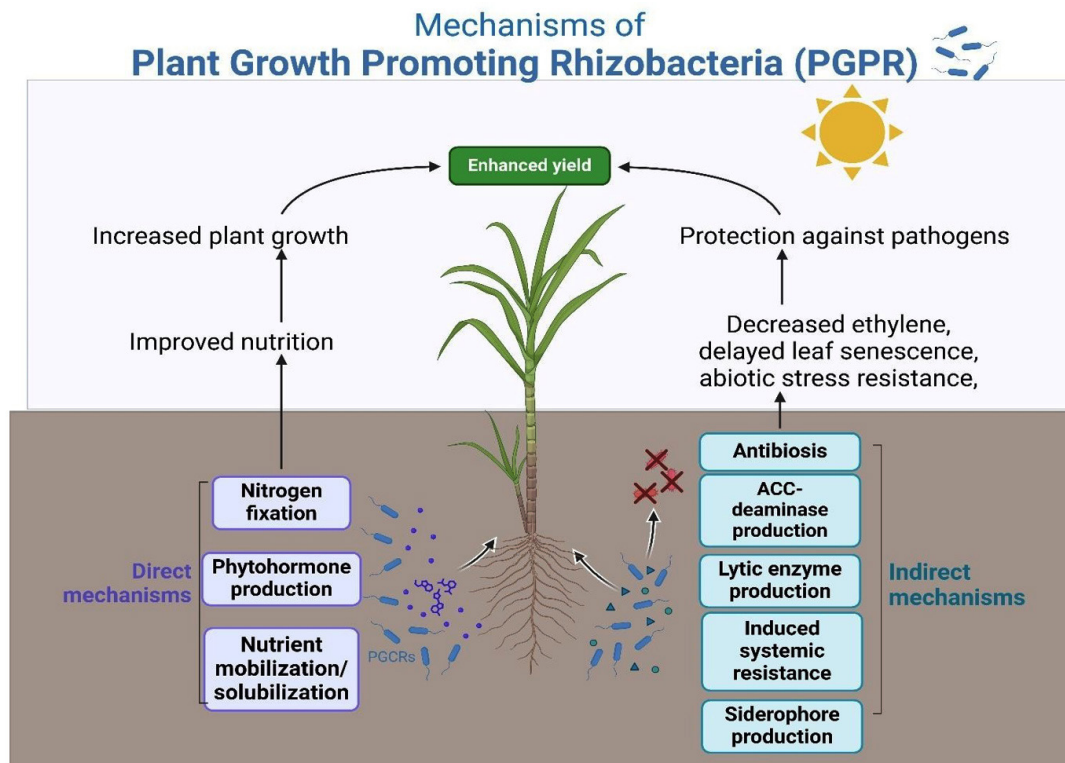 Mechanisms of
Plant Growth Promoting Rhizobacteria (PGPR)
Enhanced yield
Increased plant growth
Improved nutrition
Protection against pathogens
Decreased ethylene,
delayed leaf senescence,
abiotic stress resistance,
Direct
mechanisms
Nitrogen
fixation
Phytohormone
production
Nutrient
mobilization/
solubilization
PGCRs
Antibiosis
ACC-
deaminase
production
Lytic enzyme
production
Induced
systemic
resistance
Siderophore
production
Indirect
mechanisms